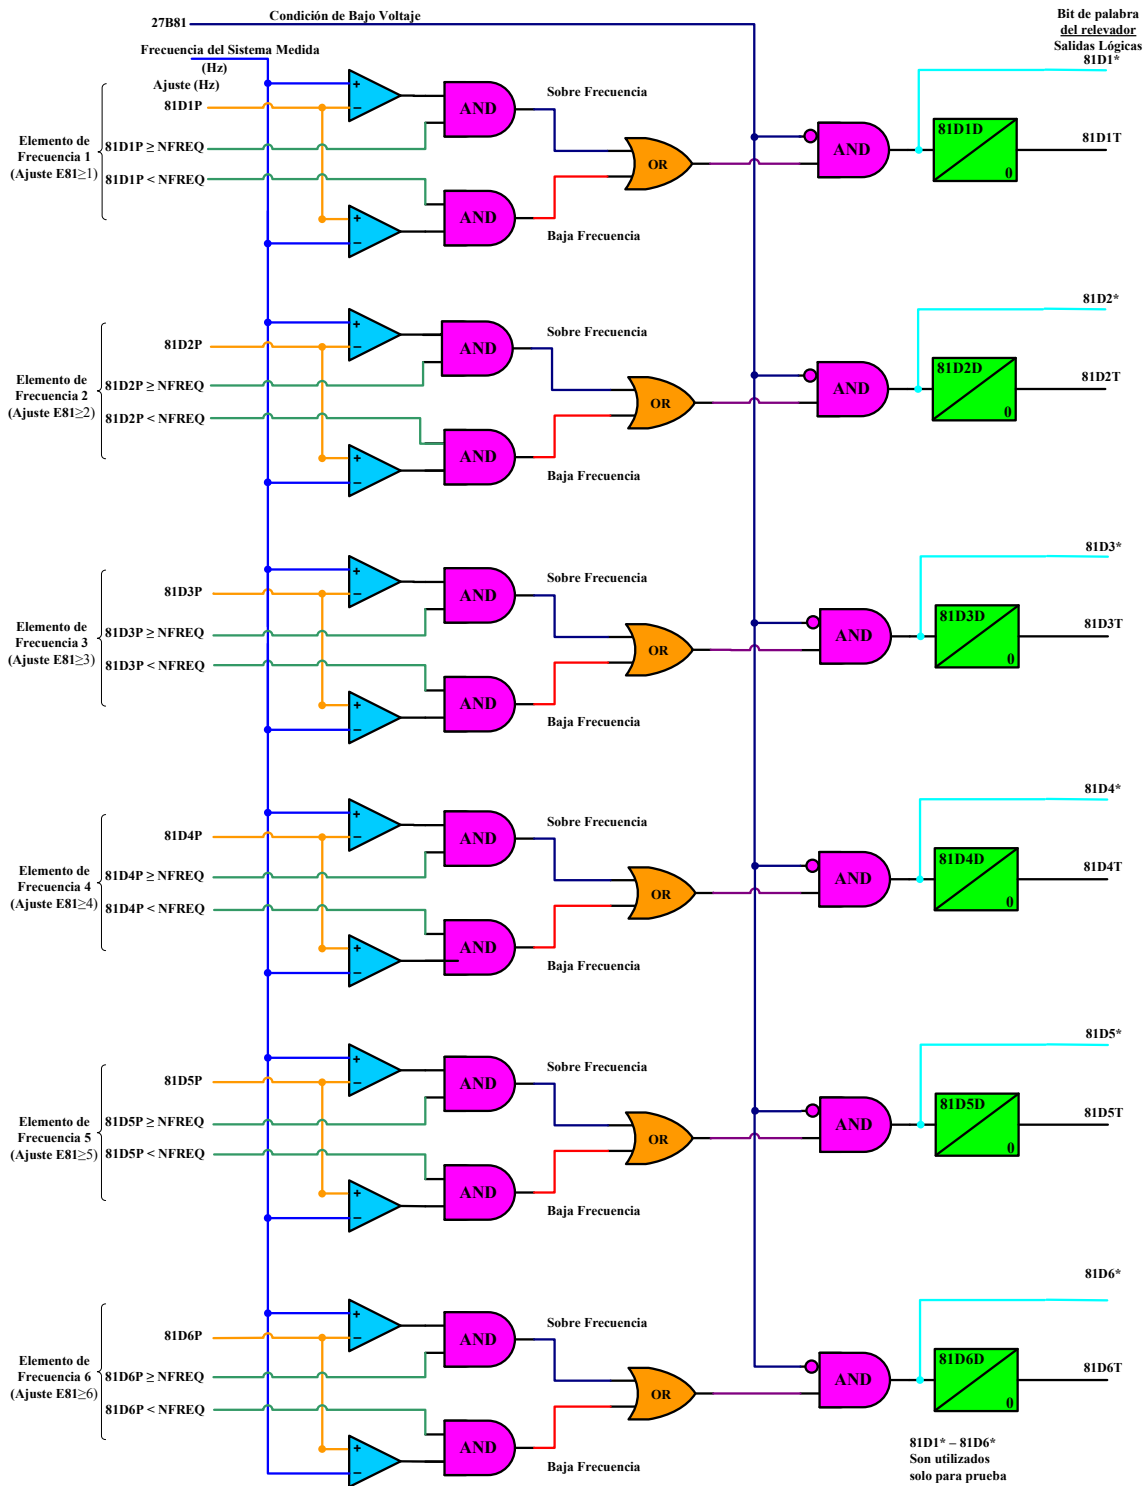 27B81
Condición de Bajo Voltaje
Bit de palabra
del relevador
Salidas Lógicas
Frecuencia del Sistema Medida
(Hz)
Ajuste (Hz)
81D1*
81D1P
+
−
AND
Sobre Frecuencia
Elemento de
Frecuencia 1
(Ajuste E81≥1)
81D1P ≥ NFREQ
81D1P < NFREQ
OR
AND
81D1D
0
81D1T
+
−
AND
Baja Frecuencia
81D2*
81D2P
+
−
AND
Sobre Frecuencia
Elemento de
Frecuencia 2
(Ajuste E81≥2)
81D2P ≥ NFREQ
81D2P < NFREQ
OR
AND
81D2D
0
81D2T
+
−
AND
Baja Frecuencia
81D3*
81D3P
+
−
AND
Sobre Frecuencia
Elemento de
Frecuencia 3
(Ajuste E81≥3)
81D3P ≥ NFREQ
81D3P < NFREQ
OR
AND
81D3D
0
81D3T
+
−
AND
Baja Frecuencia
81D4*
81D4P
+
−
AND
Sobre Frecuencia
Elemento de
Frecuencia 4
(Ajuste E81≥4)
81D4P ≥ NFREQ
81D4P < NFREQ
OR
AND
81D4D
0
81D4T
+
−
AND
Baja Frecuencia
81D5*
81D5P
+
−
AND
Sobre Frecuencia
Elemento de
Frecuencia 5
(Ajuste E81≥5)
81D5P ≥ NFREQ
81D5P < NFREQ
OR
AND
81D5D
0
81D5T
+
−
AND
Baja Frecuencia
81D6*
81D6P
+
−
AND
Sobre Frecuencia
Elemento de
Frecuencia 6
(Ajuste E81≥6)
81D6P ≥ NFREQ
81D6P < NFREQ
OR
AND
81D6D
0
81D6T
+
−
AND
Baja Frecuencia
81D1* – 81D6*
Son utilizados
solo para prueba